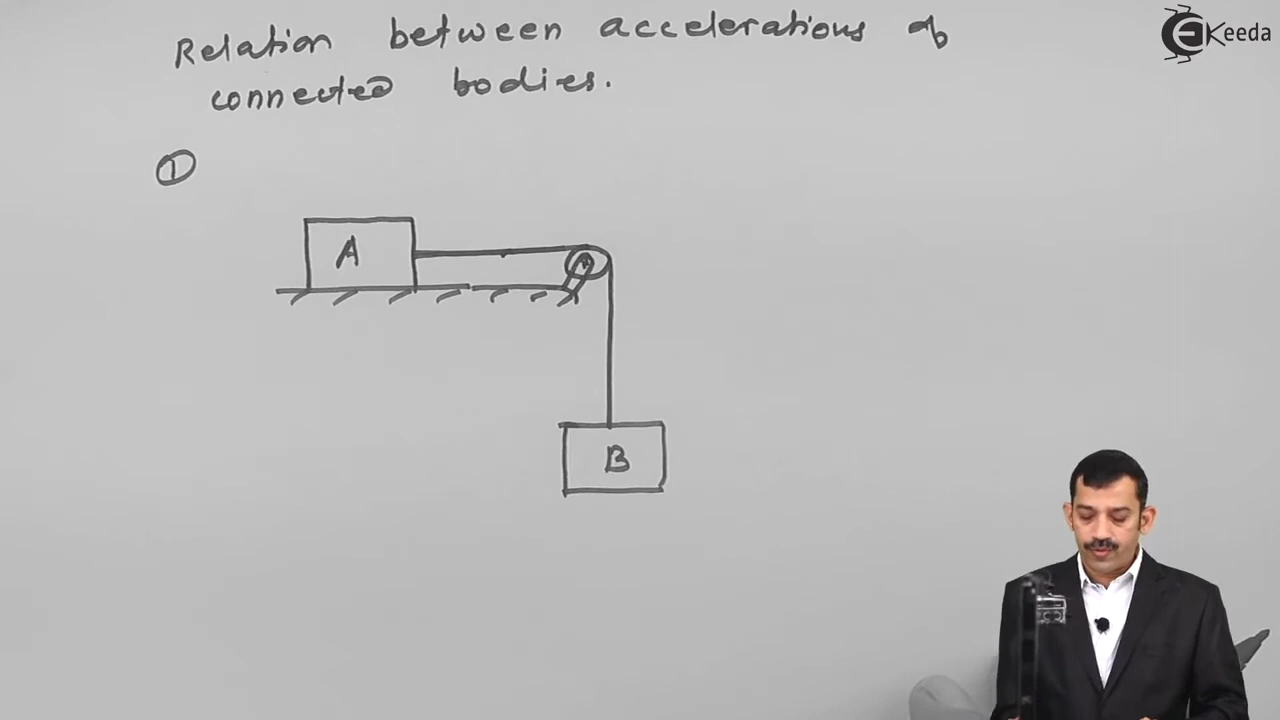 Relation between accelerations of
connected bodies.
①
A
B
EKeeda